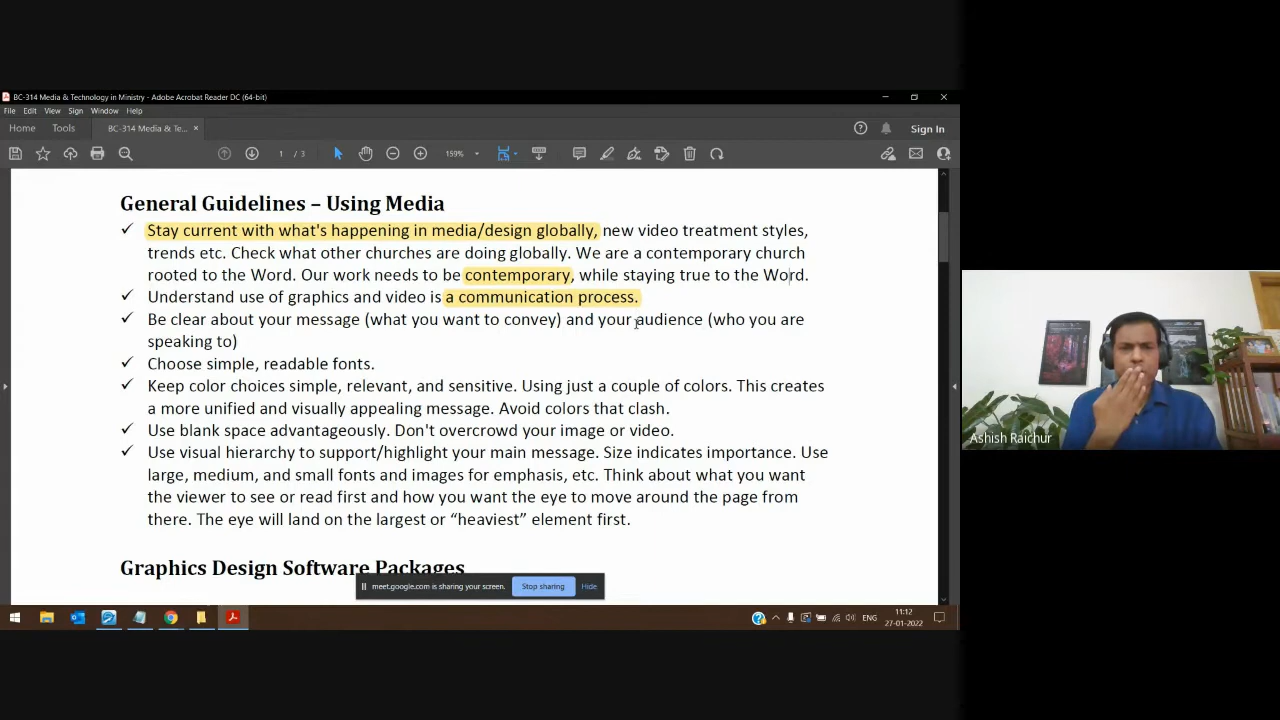 BC-314 Media & Technology in Ministry - Adobe Acrobat Reader DC (64-bit)
File Edit View Sign Window Help
Home Tools BC-314 Media & Te... × Sign In
1 / 3 159%
General Guidelines – Using Media
✓ Stay current with what's happening in media/design globally, new video treatment styles,
trends etc. Check what other churches are doing globally. We are a contemporary church
rooted to the Word. Our work needs to be contemporary, while staying true to the Word.
✓ Understand use of graphics and video is a communication process.
✓ Be clear about your message (what you want to convey) and your audience (who you are
speaking to)
✓ Choose simple, readable fonts.
✓ Keep color choices simple, relevant, and sensitive. Using just a couple of colors. This creates
a more unified and visually appealing message. Avoid colors that clash.
✓ Use blank space advantageously. Don't overcrowd your image or video.
✓ Use visual hierarchy to support/highlight your main message. Size indicates importance. Use
large, medium, and small fonts and images for emphasis, etc. Think about what you want
the viewer to see or read first and how you want the eye to move around the page from
there. The eye will land on the largest or “heaviest” element first.
Graphics Design Software Packages
meet.google.com is sharing your screen. Stop sharing Hide
ENG 11:12
27-01-2022
Ashish Raichur